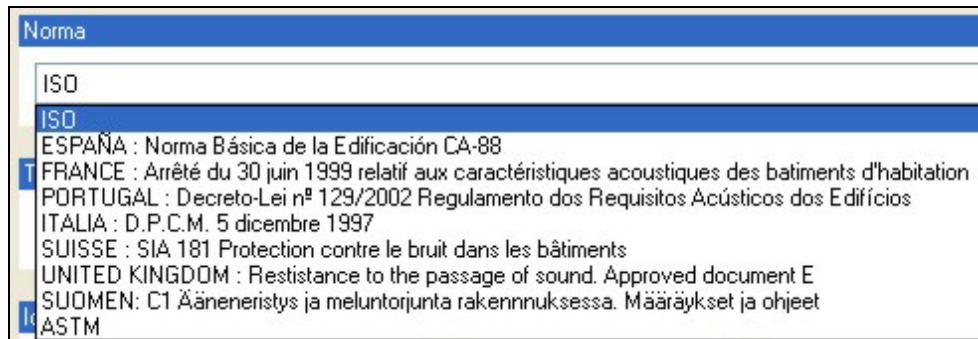 Norma
ISO
ISO
ESPAÑA : Norma Básica de la Edificación CA-88
FRANCE : Arrêté du 30 juin 1999 relatif aux caractéristiques acoustiques des batiments d'habitation
PORTUGAL : Decreto-Lei nº 129/2002 Regulamento dos Requisitos Acústicos dos Edifícios
ITALIA : D.P.C.M. 5 dicembre 1997
SUISSE : SIA 181 Protection contre le bruit dans les bâtiments
UNITED KINGDOM : Restistance to the passage of sound. Approved document E
SUOMEN: C1 Ääneneristys ja meluntorjunta rakennnuksessa. Määräykset ja ohjeet
ASTM